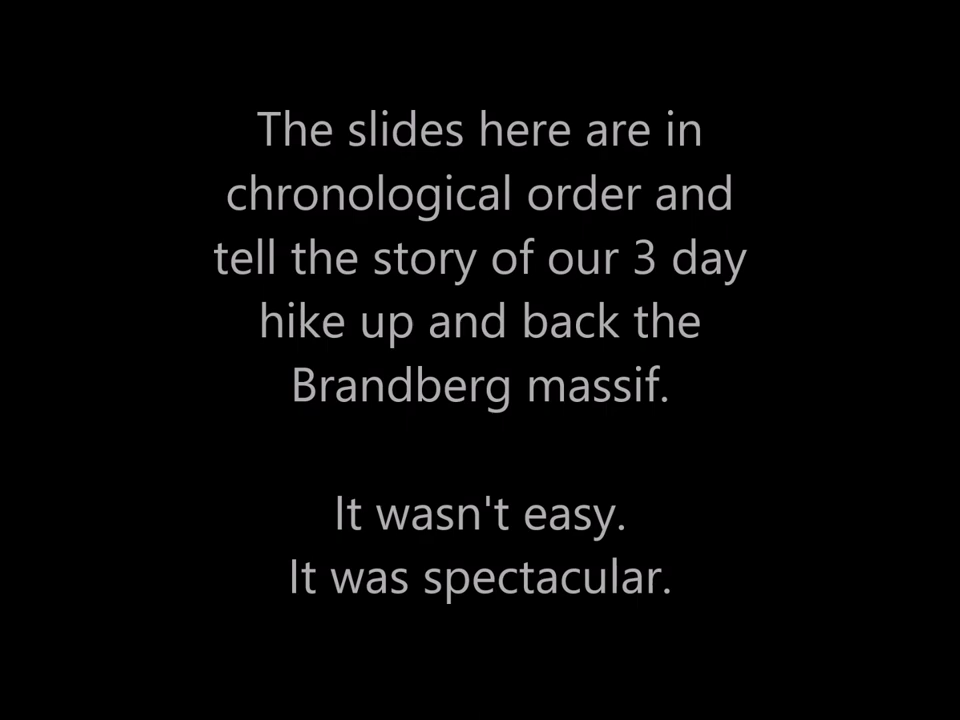 The slides here are in
chronological order and
tell the story of our 3 day
hike up and back the
Brandberg massif.
It wasn't easy.
It was spectacular.